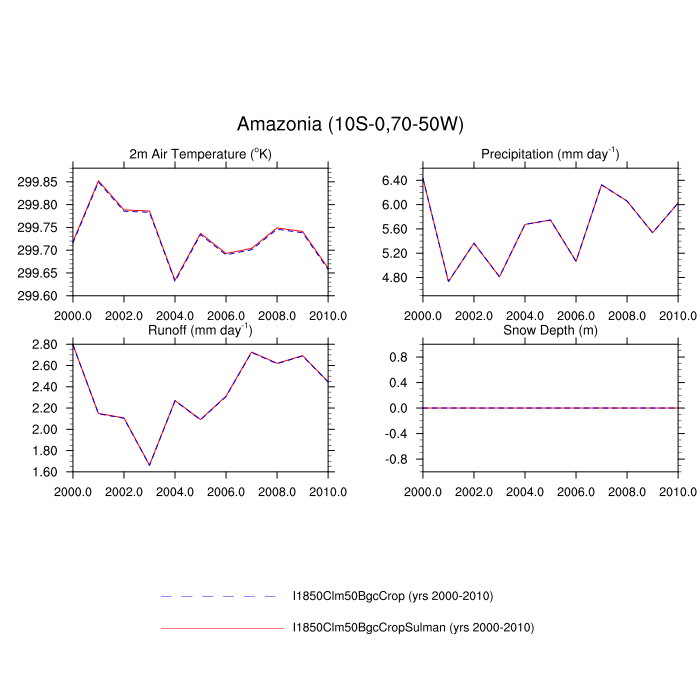 Amazonia (10S-0,70-50W)
2m Air Temperature (°K)
299.85
299.80
299.75
299.70
299.65
299.60
2000.0 2002.0 2004.0 2006.0 2008.0 2010.0
Precipitation (mm day⁻¹)
6.40
6.00
5.60
5.20
4.80
2000.0 2002.0 2004.0 2006.0 2008.0 2010.0
Runoff (mm day⁻¹)
2.80
2.60
2.40
2.20
2.00
1.80
1.60
2000.0 2002.0 2004.0 2006.0 2008.0 2010.0
Snow Depth (m)
0.8
0.4
0.0
-0.4
-0.8
2000.0 2002.0 2004.0 2006.0 2008.0 2010.0
I1850Clm50BgcCrop (yrs 2000-2010)
I1850Clm50BgcCropSulman (yrs 2000-2010)